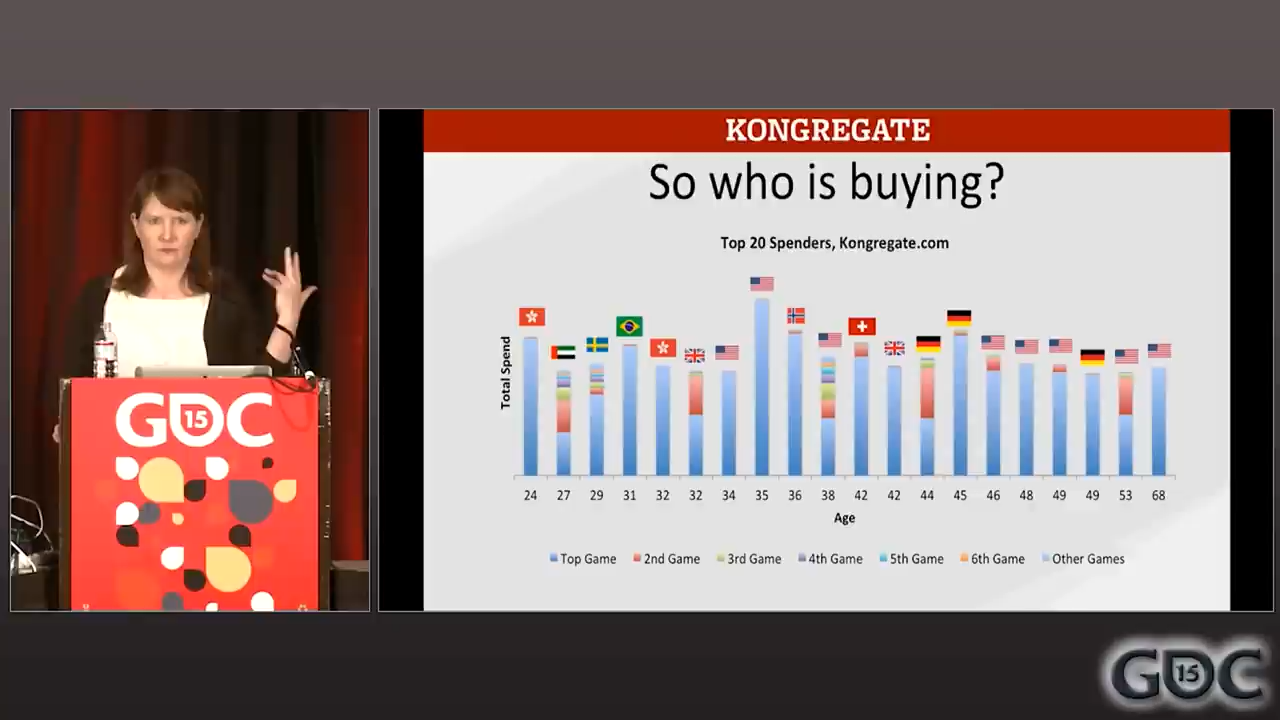 KONGREGATE
So who is buying?
Top 20 Spenders, Kongregate.com
Total Spend
24 27 29 31 32 32 34 35 36 38 42 42 44 45 46 48 49 49 53 68
Age
Top Game 2nd Game 3rd Game 4th Game 5th Game 6th Game Other Games
GDC
15
GDC
15